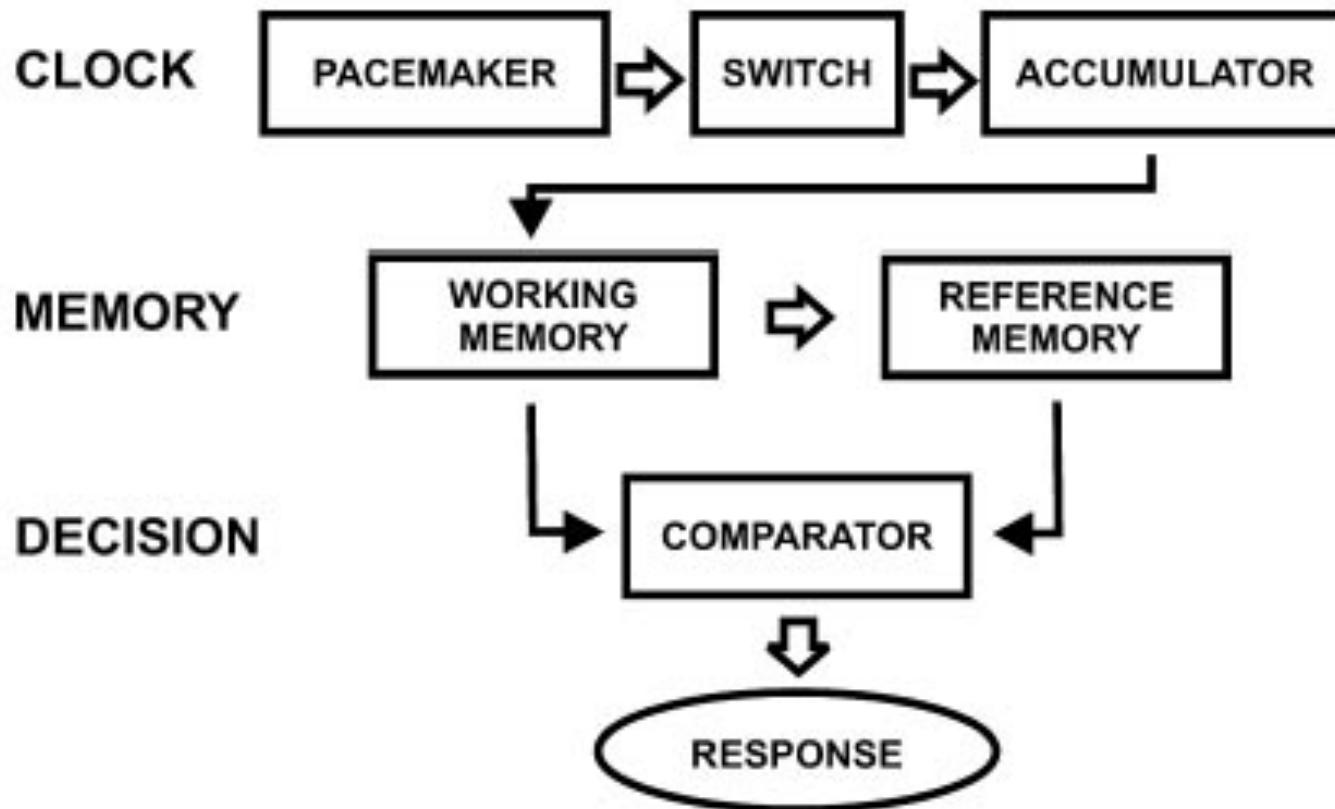 CLOCK
PACEMAKER
SWITCH
ACCUMULATOR
MEMORY
WORKING
MEMORY
REFERENCE
MEMORY
DECISION
COMPARATOR
RESPONSE